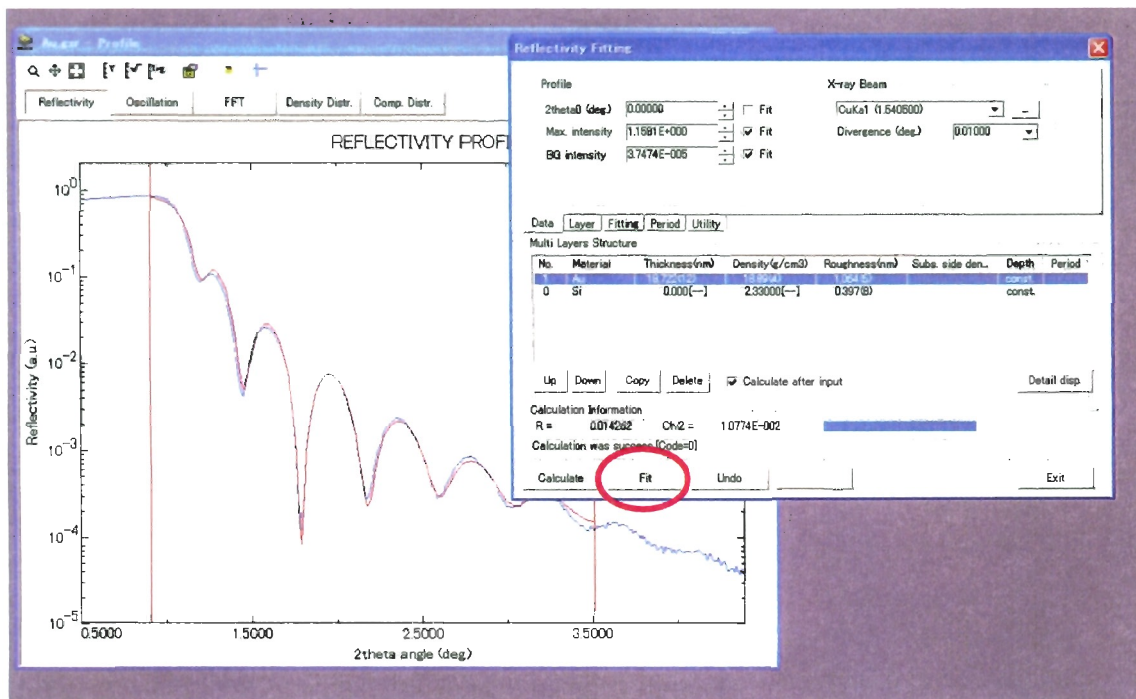 Profile
Reflectivity Oscillation FFT Density Distr. Comp. Distr.
REFLECTIVITY PROFI
10^0
10^-1
10^-2
10^-3
10^-4
10^-5
Reflectivity (a.u)
0.5000 1.5000 2.5000 3.5000
2theta angle (deg.)
Reflectivity Fitting
Profile X-ray Beam
2theta0 (deg.) 0.00000 Fit CuKa1 (1.540600) ...
Max. intensity 1.1581E+000 Fit Divergence (deg.) 0.01000
BG intensity 3.7474E-005 Fit
Data Layer Fitting Period Utility
Multi Layers Structure
No. Material Thickness(nm) Density(g/cm3) Roughness(nm) Subs. side den... Depth Period
1 Au const.
0 Si 0.000[---] 2.33000[---] 0.397(8) const.
Up Down Copy Delete Calculate after input Detail disp.
Calculation Information
R = 0.014262 Chi2 = 1.0774E-002
Calculation was success.[Code=0]
Calculate Fit Undo Exit